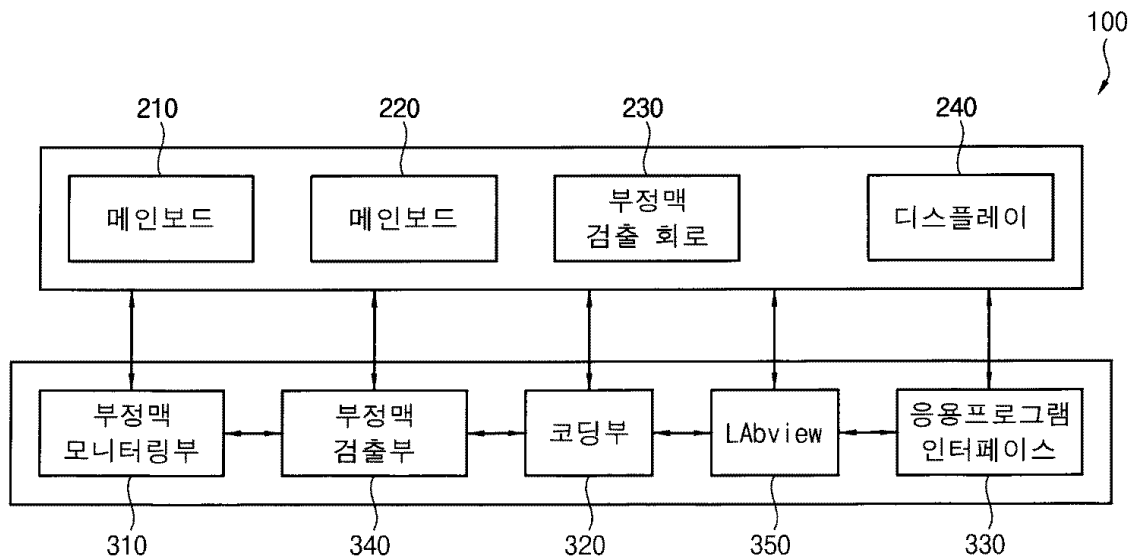 100
210
220
230
240
메인보드
메인보드
부정맥
검출 회로
디스플레이
부정맥
모니터링부
부정맥
검출부
코딩부
LAbview
응용프로그램
인터페이스
310
340
320
350
330